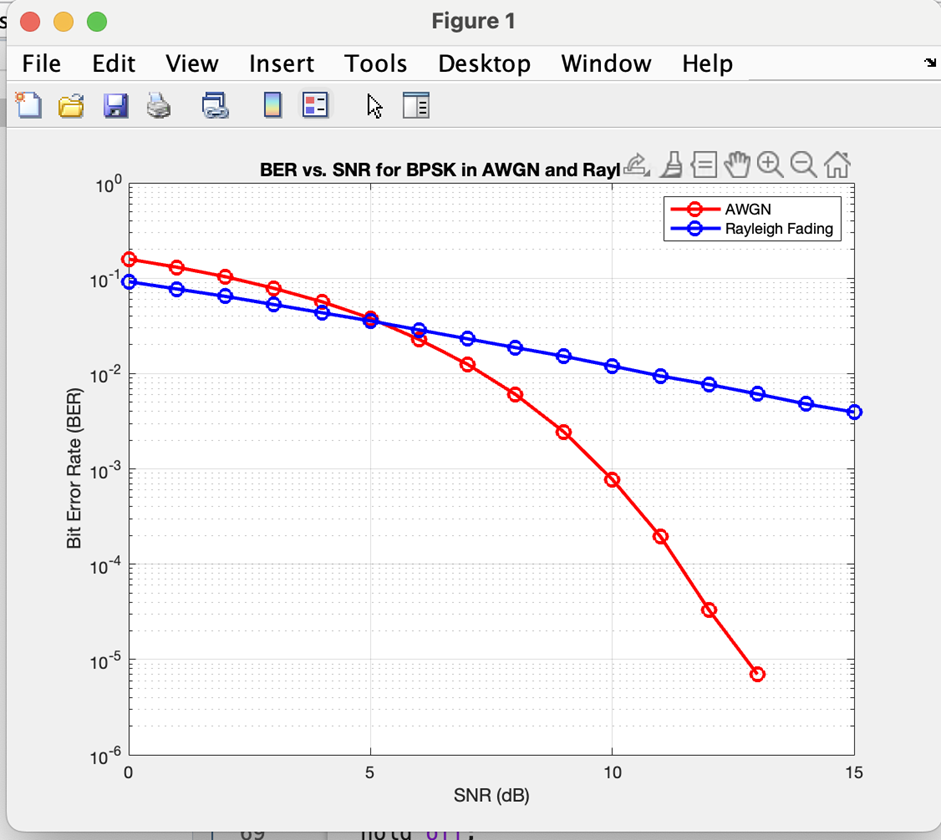 Figure 1
File Edit View Insert Tools Desktop Window Help
BER vs. SNR for BPSK in AWGN and Rayl
AWGN
Rayleigh Fading
10^0
10^-1
10^-2
10^-3
10^-4
10^-5
10^-6
Bit Error Rate (BER)
0 5 10 15
SNR (dB)
69 hold off;